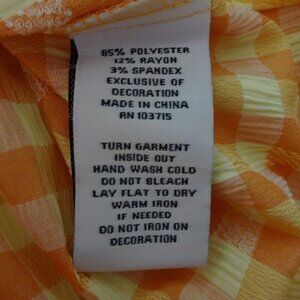 85% POLYESTER
12% RAYON
3% SPANDEX
EXCLUSIVE OF
DECORATION
MADE IN CHINA
RN 103715
TURN GARMENT
INSIDE OUT
HAND WASH COLD
DO NOT BLEACH
LAY FLAT TO DRY
WARM IRON
IF NEEDED
DO NOT IRON ON
DECORATION